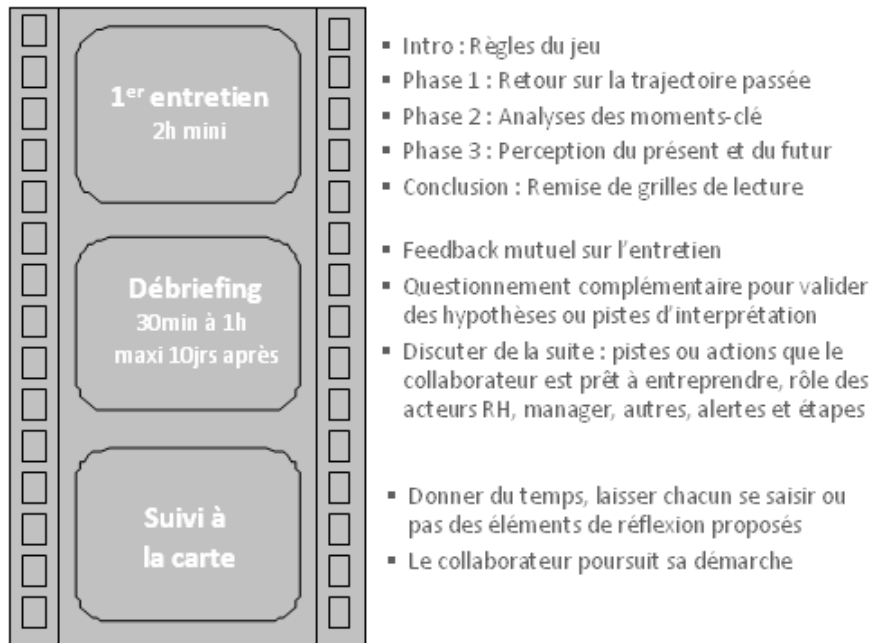 1er entretien
2h mini
▪ Intro : Règles du jeu
▪ Phase 1 : Retour sur la trajectoire passée
▪ Phase 2 : Analyses des moments-clé
▪ Phase 3 : Perception du présent et du futur
▪ Conclusion : Remise de grilles de lecture
Débriefing
30min à 1h
maxi 10jrs après
▪ Feedback mutuel sur l'entretien
▪ Questionnement complémentaire pour valider
des hypothèses ou pistes d'interprétation
▪ Discuter de la suite : pistes ou actions que le
collaborateur est prêt à entreprendre, rôle des
acteurs RH, manager, autres, alertes et étapes
Suivi à
la carte
▪ Donner du temps, laisser chacun se saisir ou
pas des éléments de réflexion proposés
▪ Le collaborateur poursuit sa démarche